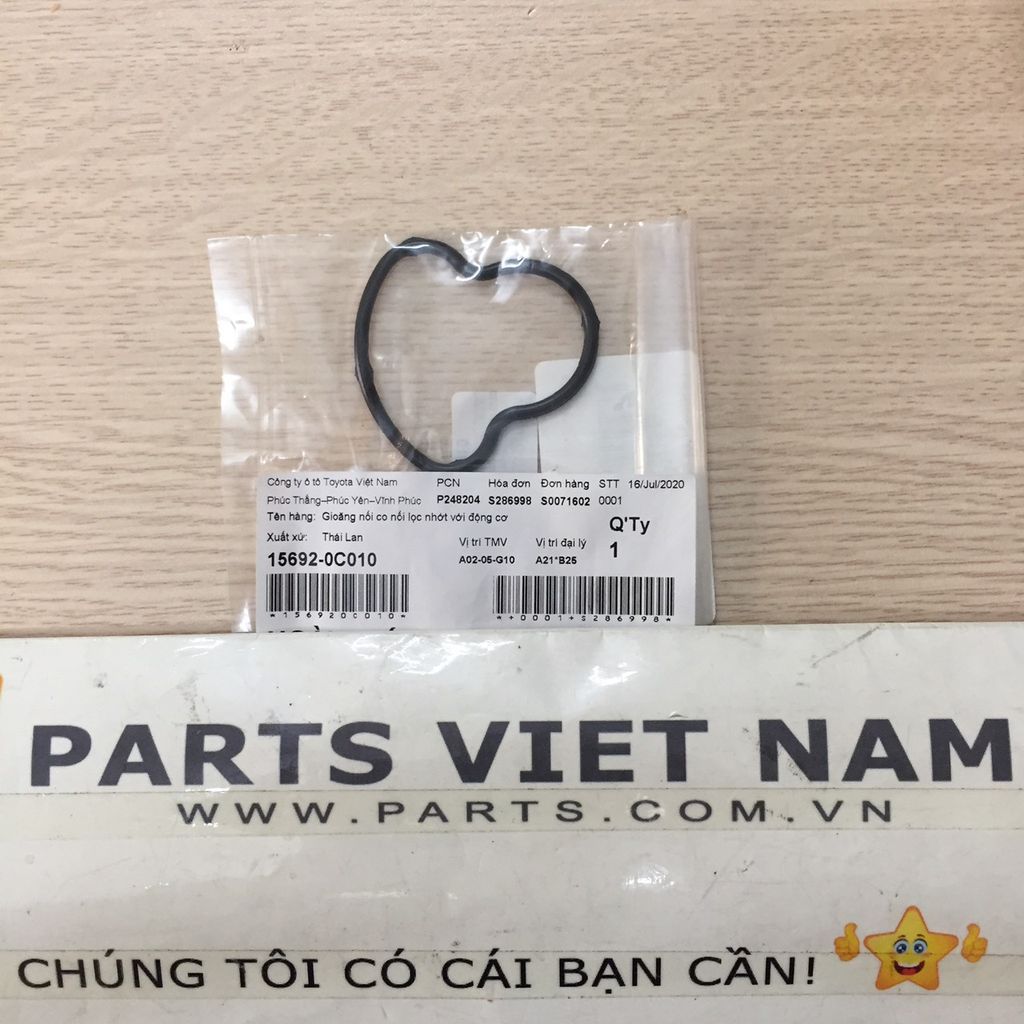 Công ty ô tô Toyota Việt Nam PCN Hóa đơn Đơn hàng STT 16/Jul/2020
Phúc Thắng–Phúc Yên–Vĩnh Phúc P248204 S286998 S0071602 0001
Tên hàng: Gioăng nối co nối lọc nhớt với động cơ
Q'Ty
Xuất xứ: Thái Lan Vị trí TMV Vị trí đại lý 1
15692-0C010 A02-05-G10 A21*B25
*156920C010* *+0001+S286998*
PARTS VIET NAM
WWW.PARTS.COM.VN
CHÚNG TÔI CÓ CÁI BẠN CẦN!